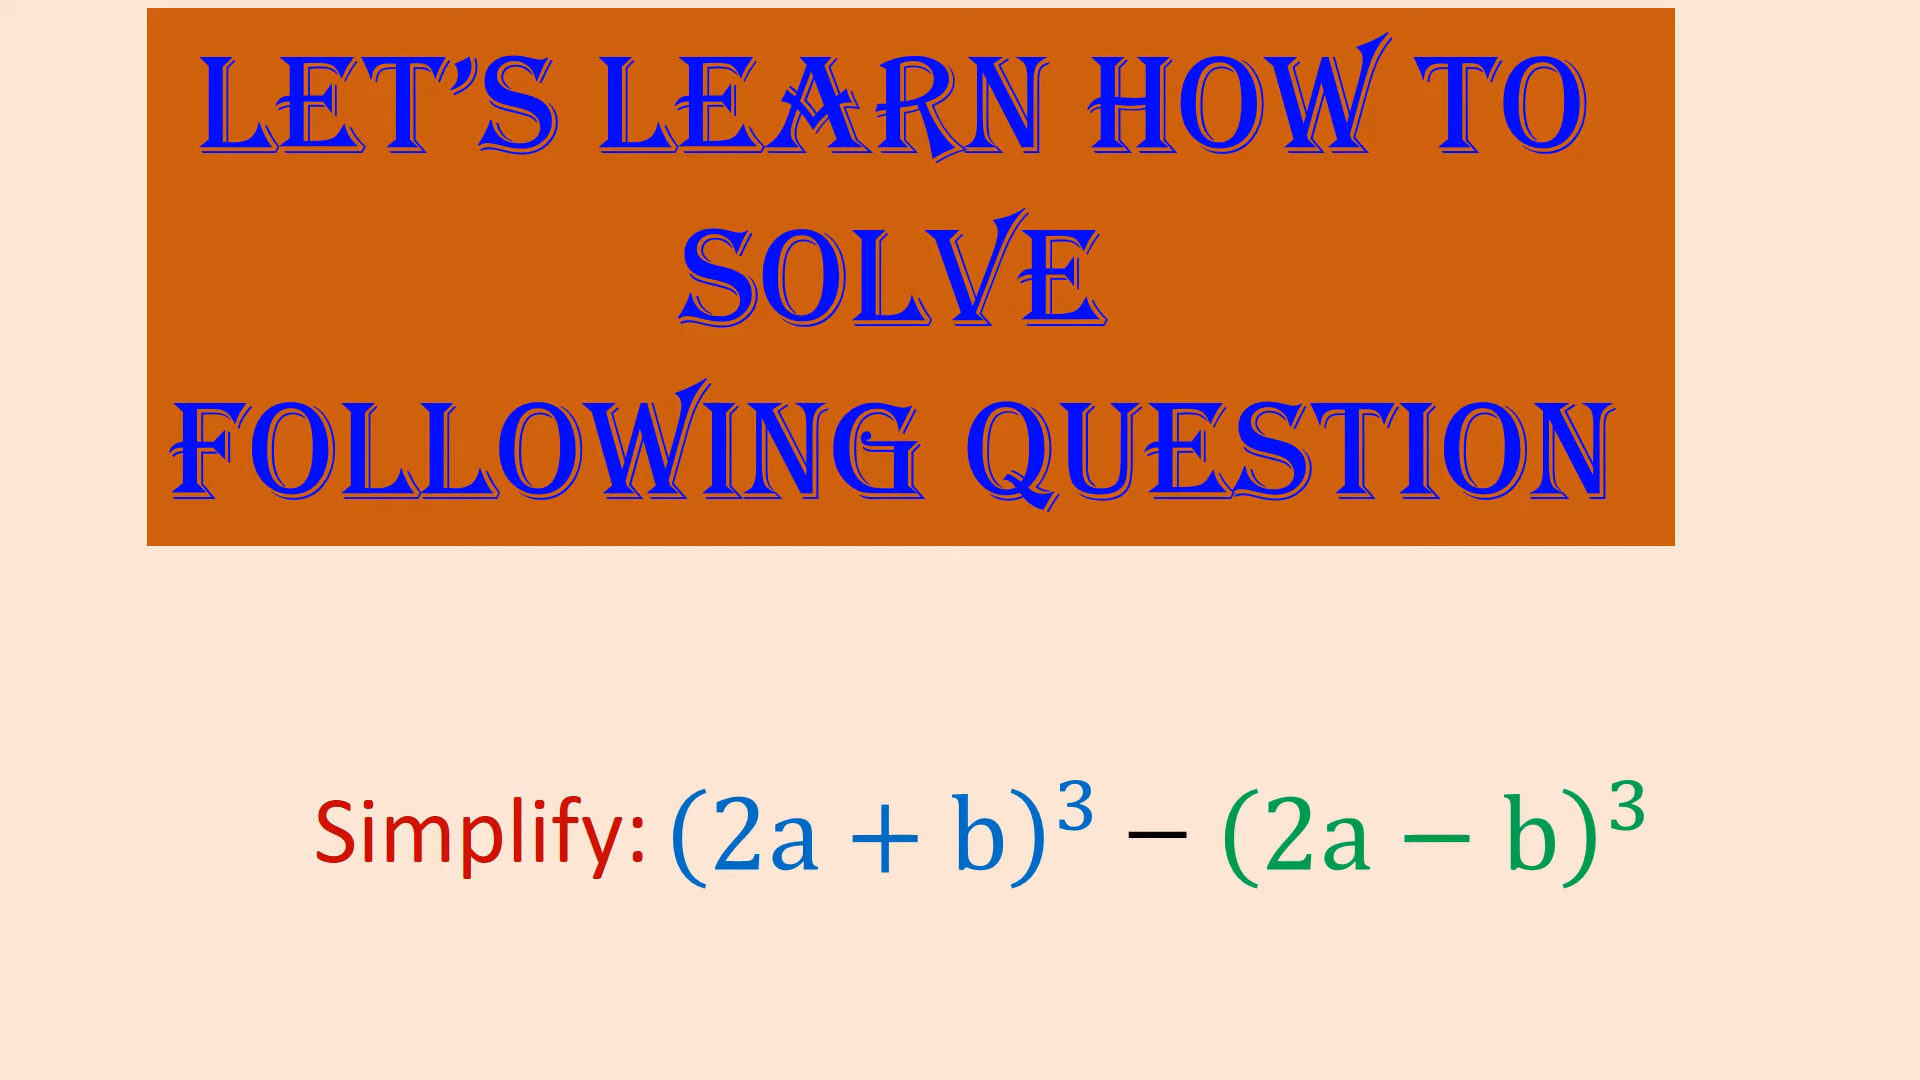 LET’S LEARN HOW TO
SOLVE
FOLLOWING QUESTION
Simplify: (2a + b)³ − (2a − b)³